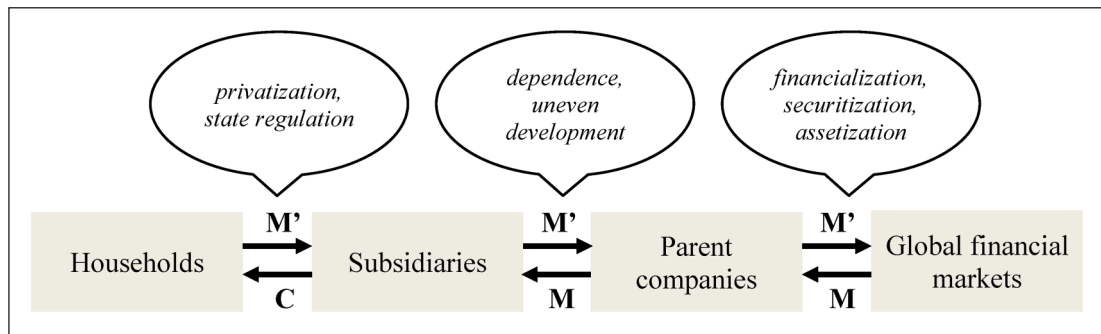 privatization,
state regulation
dependence,
uneven
development
financialization,
securitization,
assetization
Households
M’
C
Subsidiaries
M’
M
Parent
companies
M’
M
Global financial
markets